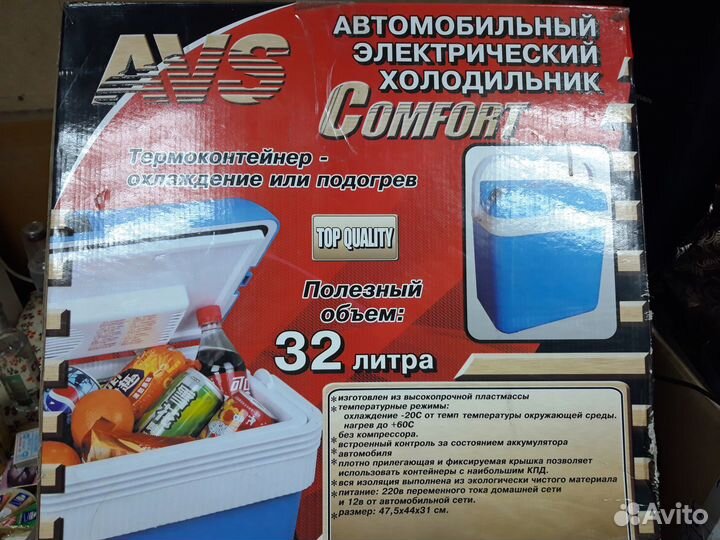 AVS
АВТОМОБИЛЬНЫЙ
ЭЛЕКТРИЧЕСКИЙ
ХОЛОДИЛЬНИК
COMFORT
Термоконтейнер -
охлаждение или подогрев
TOP QUALITY
Полезный
объем:
32 литра
*изготовлен из высокопрочной пластмассы
*температурные режимы:
охлаждение -20С от темп температуры окружающей среды.
нагрев до +60С
*без компрессора.
*встроенный контроль за состоянием аккумулятора
*автомобиля
*плотно прилегающая и фиксируемая крышка позволяет
использовать контейнеры с наибольшим КПД.
*вся изоляция выполнена из экологически чистого материала
*питание: 220в переменного тока домашней сети
и 12в от автомобильной сети.
*размер: 47,5х44х31 см.
Avito